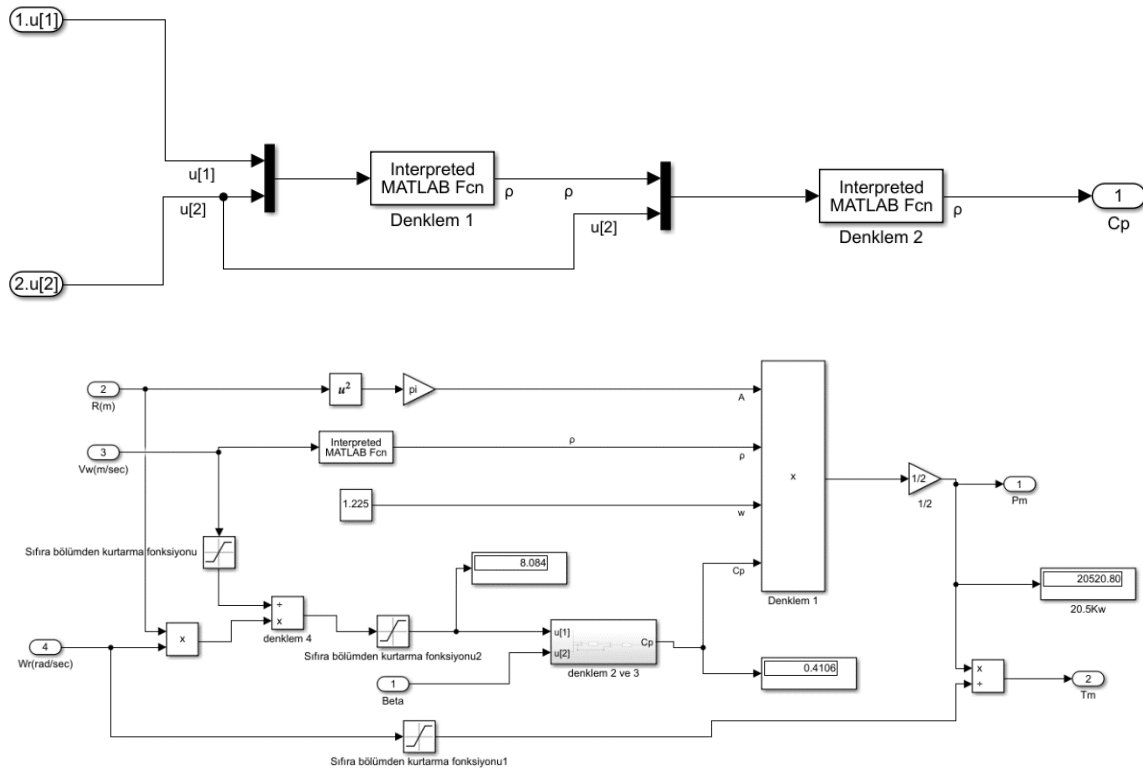 1.u[1]
u[1]
u[2]
Interpreted
MATLAB Fcn
Denklem 1
ρ
ρ
u[2]
Interpreted
MATLAB Fcn
Denklem 2
ρ
1
Cp
2.u[2]
2
R(m)
u²
pi
A
3
Vw(m/sec)
Interpreted
MATLAB Fcn
ρ
ρ
1.225
w
x
1/2
1/2
1
Pm
Sıfıra bölümden kurtarma fonksiyonu
8.084
Cp
Denklem 1
20520.80
20.5Kw
÷
x
denklem 4
4
Wr(rad/sec)
x
Sıfıra bölümden kurtarma fonksiyonu2
u[1]
u[2]
Cp
denklem 2 ve 3
0.4106
1
Beta
x
÷
2
Tm
Sıfıra bölümden kurtarma fonksiyonu1